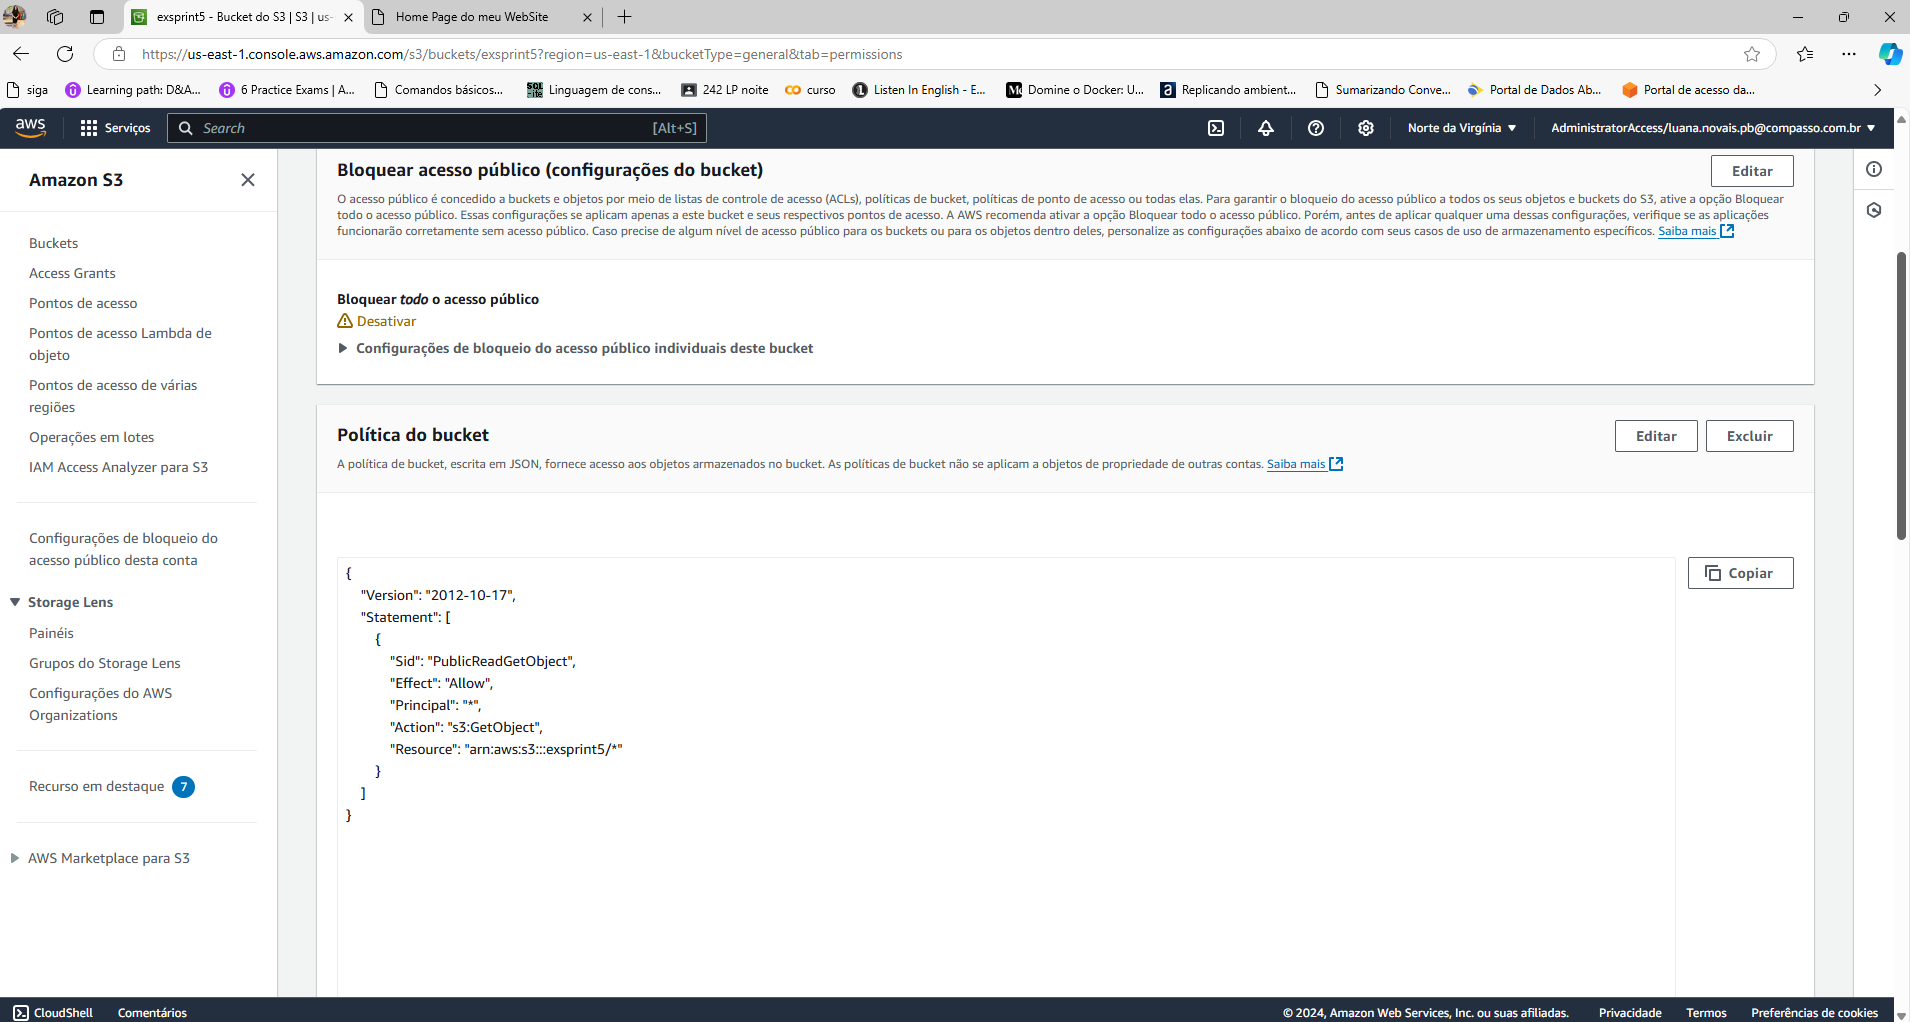 exsprint5 - Bucket do S3 | S3 | us-
Home Page do meu WebSite
https://us-east-1.console.aws.amazon.com/s3/buckets/exsprint5?region=us-east-1&bucketType=general&tab=permissions
siga
Learning path: D&A...
6 Practice Exams | A...
Comandos básicos...
Linguagem de cons...
242 LP noite
curso
Listen In English - E...
Domine o Docker: U...
Replicando ambient...
Sumarizando Conve...
Portal de Dados Ab...
Portal de acesso da...
aws
Serviços
Search
[Alt+S]
Norte da Virgínia
AdministratorAccess/luana.novais.pb@compasso.com.br
Amazon S3
Buckets
Access Grants
Pontos de acesso
Pontos de acesso Lambda de
objeto
Pontos de acesso de várias
regiões
Operações em lotes
IAM Access Analyzer para S3
Configurações de bloqueio do
acesso público desta conta
Storage Lens
Painéis
Grupos do Storage Lens
Configurações do AWS
Organizations
Recurso em destaque 7
AWS Marketplace para S3
Bloquear acesso público (configurações do bucket)
Editar
O acesso público é concedido a buckets e objetos por meio de listas de controle de acesso (ACLs), políticas de bucket, políticas de ponto de acesso ou todas elas. Para garantir o bloqueio do acesso público a todos os seus objetos e buckets do S3, ative a opção Bloquear
todo o acesso público. Essas configurações se aplicam apenas a este bucket e seus respectivos pontos de acesso. A AWS recomenda ativar a opção Bloquear todo o acesso público. Porém, antes de aplicar qualquer uma dessas configurações, verifique se as aplicações
funcionarão corretamente sem acesso público. Caso precise de algum nível de acesso público para os buckets ou para os objetos dentro deles, personalize as configurações abaixo de acordo com seus casos de uso de armazenamento específicos. Saiba mais
Bloquear todo o acesso público
Desativar
Configurações de bloqueio do acesso público individuais deste bucket
Política do bucket
Editar
Excluir
A política de bucket, escrita em JSON, fornece acesso aos objetos armazenados no bucket. As políticas de bucket não se aplicam a objetos de propriedade de outras contas. Saiba mais
Copiar
{
"Version": "2012-10-17",
"Statement": [
{
"Sid": "PublicReadGetObject",
"Effect": "Allow",
"Principal": "*",
"Action": "s3:GetObject",
"Resource": "arn:aws:s3:::exsprint5/*"
}
]
}
CloudShell
Comentários
© 2024, Amazon Web Services, Inc. ou suas afiliadas.
Privacidade
Termos
Preferências de cookies